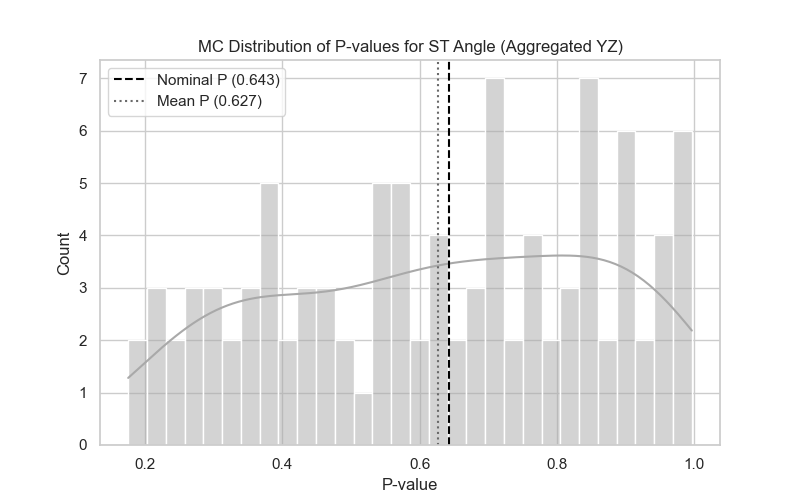 MC Distribution of P-values for ST Angle (Aggregated YZ)
Nominal P (0.643)
Mean P (0.627)
7
6
5
4
3
2
1
0
Count
0.2 0.4 0.6 0.8 1.0
P-value